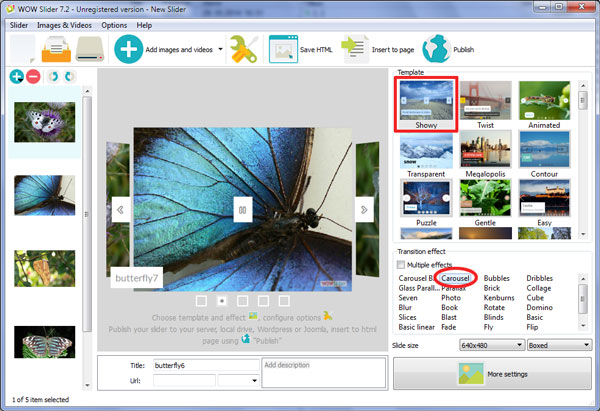 WOW Slider 7.2 - Unregistered version - New Slider
Slider Images & Videos Options Help
Add images and videos Save HTML Insert to page Publish
Template
Showy Twist Animated
snow
Transparent Megalopolis Contour
Puzzle Gentle Easy
butterfly7
Choose template and effect , configure options
Publish your slider to your server, local drive, Wordpress or Joomla, insert to html
page using "Publish"
Transition effect
Multiple effects
Carousel B Carousel Bubbles Dribbles
Glass Parall... Parallax Brick Collage
Seven Photo Kenburns Cube
Blur Book Rotate Domino
Slices Blast Blinds Basic
Basic linear Fade Fly Flip
Slide size 640x480 Boxed
More settings
Title: butterfly6 Add description
Url:
1 of 5 item selected